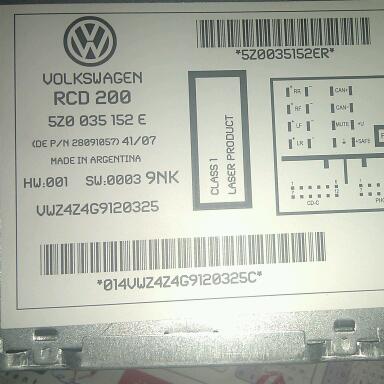 *5Z0035152ER*
VOLKSWAGEN
RCD 200
5Z0 035 152 E
(DE P/N 28091057) 41/07
MADE IN ARGENTINA
HW:001 SW:0003 9NK
VWZ4Z4G9120325
CLASS 1
LASER PRODUCT
RR CAN+
RF CAN-
LF MUTE +U
LR +SAFE
CD-C
*014VWZ4Z4G9120325C*